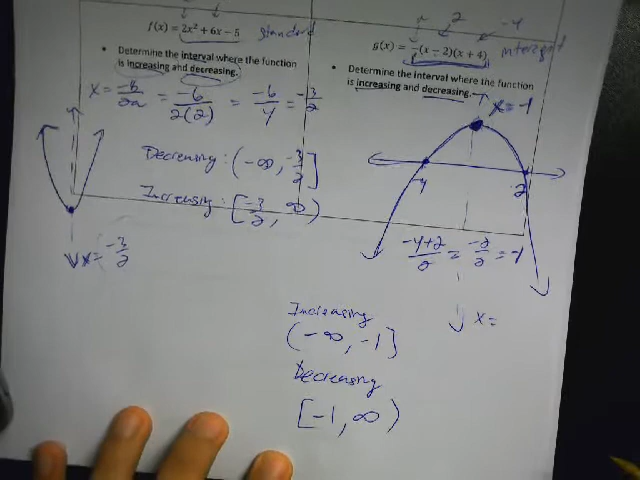 f(x) = 2x² + 6x - 5 standard
• Determine the interval where the function
is increasing and decreasing.
x = -b/2a = -6/2(2) = -6/4 = -3/2
Decreasing: (-∞, -3/2]
Increasing: [-3/2, ∞)
x = -3/2
2 -4
g(x) = -(x - 2)(x + 4) intercept
• Determine the interval where the function
is increasing and decreasing.
x = -1
-4 2
-4+2/2 = -2/2 = -1
x =
Increasing
(-∞, -1]
Decreasing
[-1, ∞)